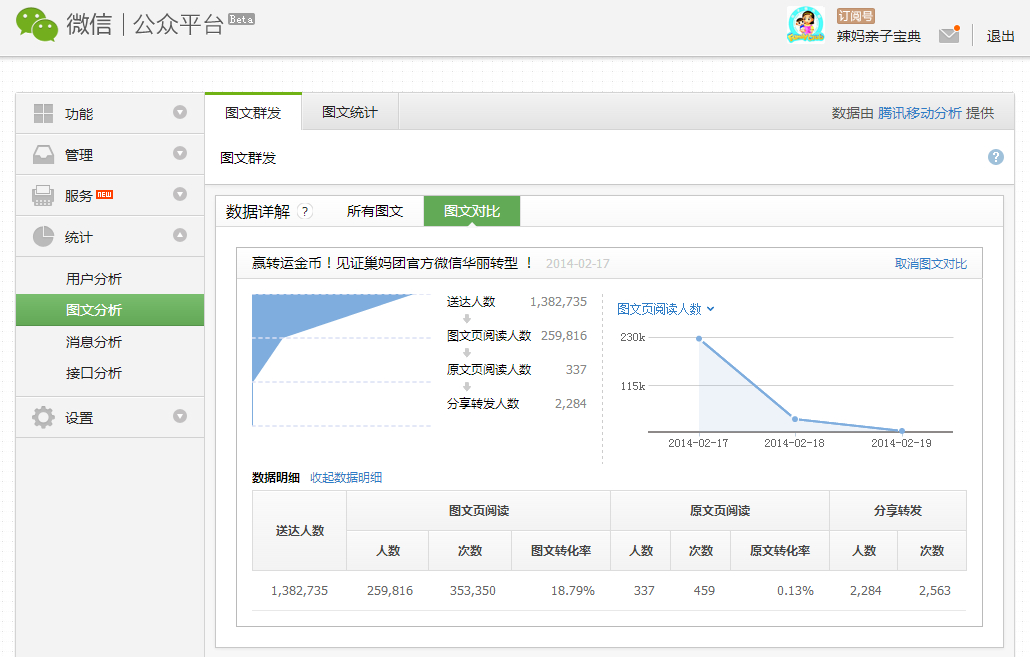 微信 | 公众平台 Beta
订阅号
辣妈亲子宝典
退出
功能
管理
服务 NEW
统计
用户分析
图文分析
消息分析
接口分析
设置
图文群发 图文统计
数据由 腾讯移动分析 提供
图文群发 ?
数据详解 ? 所有图文 图文对比
赢转运金币！见证巢妈团官方微信华丽转型 ！ 2014-02-17 取消图文对比
送达人数 1,382,735
图文页阅读人数 259,816
原文页阅读人数 337
分享转发人数 2,284
图文页阅读人数
230k
115k
2014-02-17 2014-02-18 2014-02-19
数据明细 收起数据明细
送达人数 图文页阅读 原文页阅读 分享转发
人数 次数 图文转化率 人数 次数 原文转化率 人数 次数
1,382,735 259,816 353,350 18.79% 337 459 0.13% 2,284 2,563